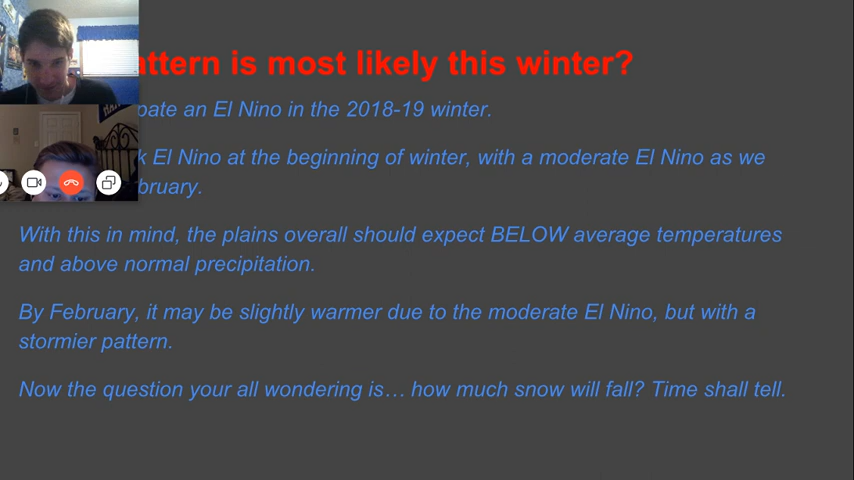 attern is most likely this winter?
pate an El Nino in the 2018-19 winter.
k El Nino at the beginning of winter, with a moderate El Nino as we
bruary.
With this in mind, the plains overall should expect BELOW average temperatures
and above normal precipitation.
By February, it may be slightly warmer due to the moderate El Nino, but with a
stormier pattern.
Now the question your all wondering is… how much snow will fall? Time shall tell.